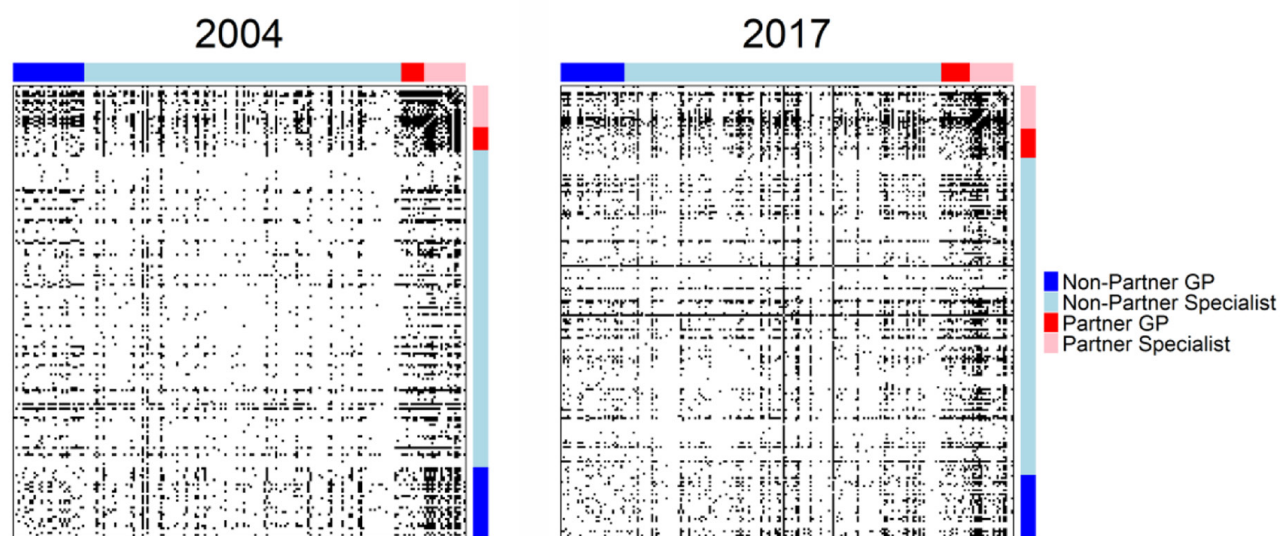 2004
2017
Non-Partner GP
Non-Partner Specialist
Partner GP
Partner Specialist